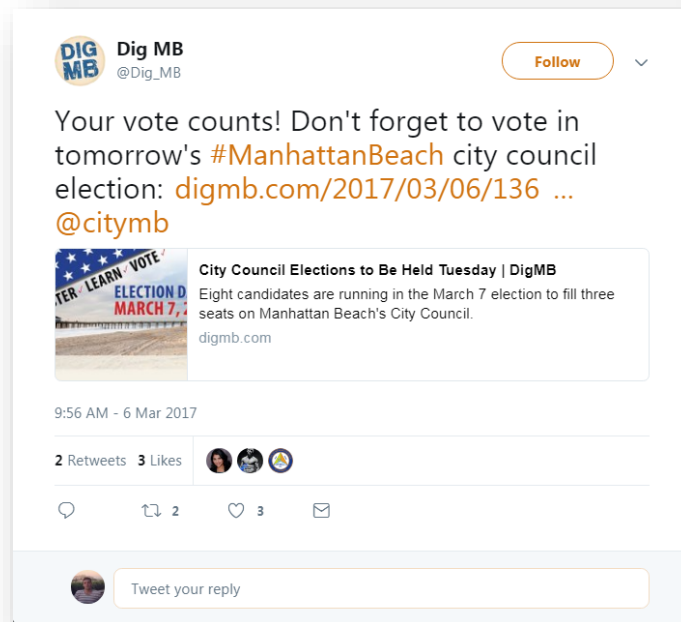 DIG
MB
Dig MB
@Dig_MB
Follow
Your vote counts! Don't forget to vote in
tomorrow's #ManhattanBeach city council
election: digmb.com/2017/03/06/136 ...
@citymb
TER✓LEARN✓VOTE✓
ELECTION D
MARCH 7, 2
City Council Elections to Be Held Tuesday | DigMB
Eight candidates are running in the March 7 election to fill three
seats on Manhattan Beach's City Council.
digmb.com
9:56 AM - 6 Mar 2017
2 Retweets 3 Likes
2 3
Tweet your reply